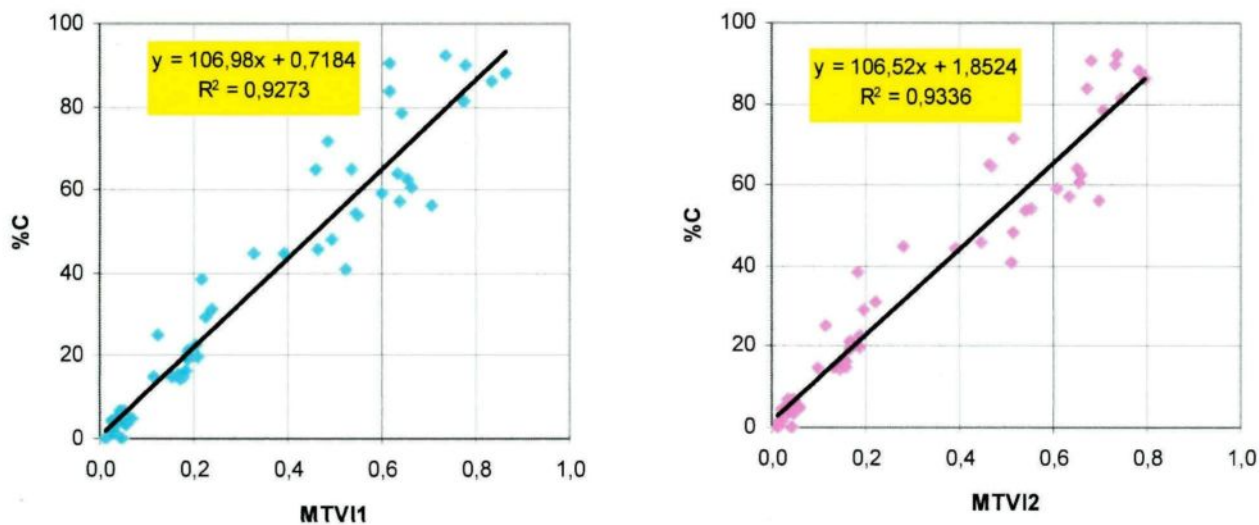 100
80
60
40
20
0
%C
y = 106,98x + 0,7184
R² = 0,9273
0,0 0,2 0,4 0,6 0,8 1,0
MTVI1
100
80
60
40
20
0
%C
y = 106,52x + 1,8524
R² = 0,9336
0,0 0,2 0,4 0,6 0,8 1,0
MTVI2